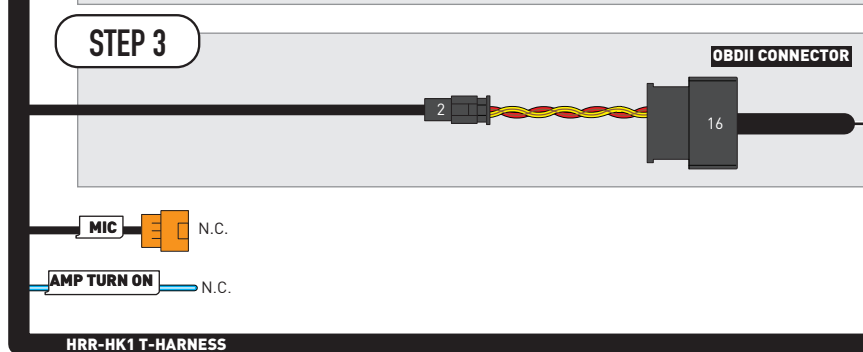 STEP 3
OBDII CONNECTOR
2
16
MIC
N.C.
AMP TURN ON
N.C.
HRR-HK1 T-HARNESS